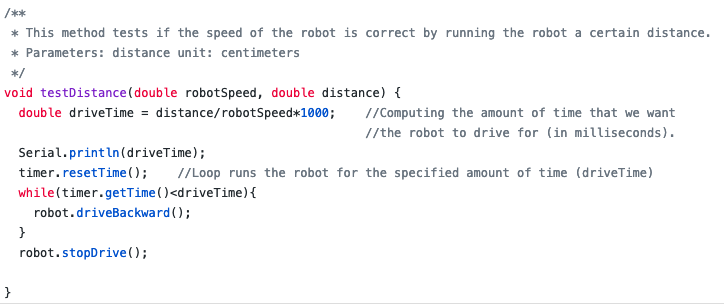 /**
 * This method tests if the speed of the robot is correct by running the robot a certain distance.
 * Parameters: distance unit: centimeters
 */
void testDistance(double robotSpeed, double distance) {
  double driveTime = distance/robotSpeed*1000;    //Computing the amount of time that we want
                                                  //the robot to drive for (in milliseconds).
  Serial.println(driveTime);
  timer.resetTime();    //Loop runs the robot for the specified amount of time (driveTime)
  while(timer.getTime()<driveTime){
    robot.driveBackward();
  }
  robot.stopDrive();

}